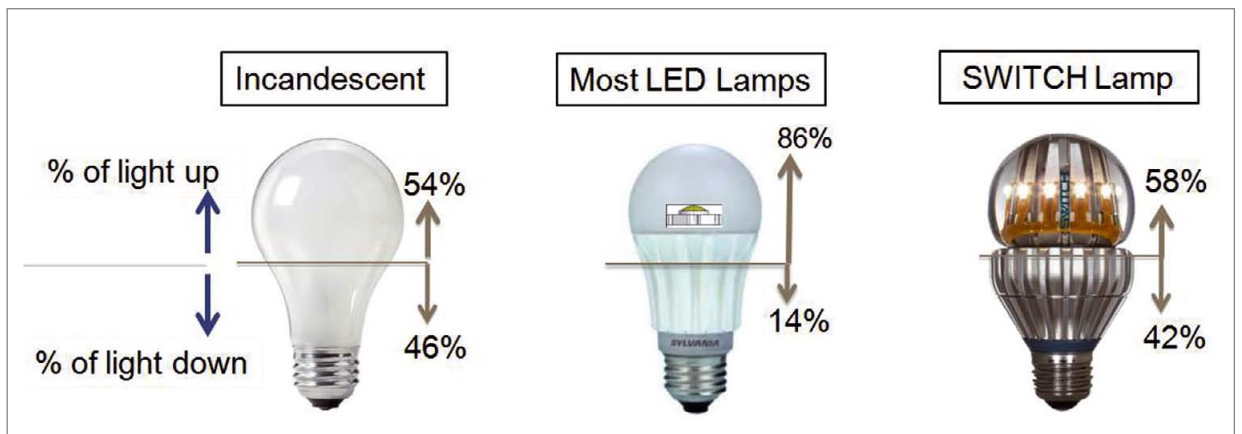 Incandescent
Most LED Lamps
SWITCH Lamp
% of light up
54%
86%
58%
% of light down
46%
14%
42%
SYLVANIA
SWITCH